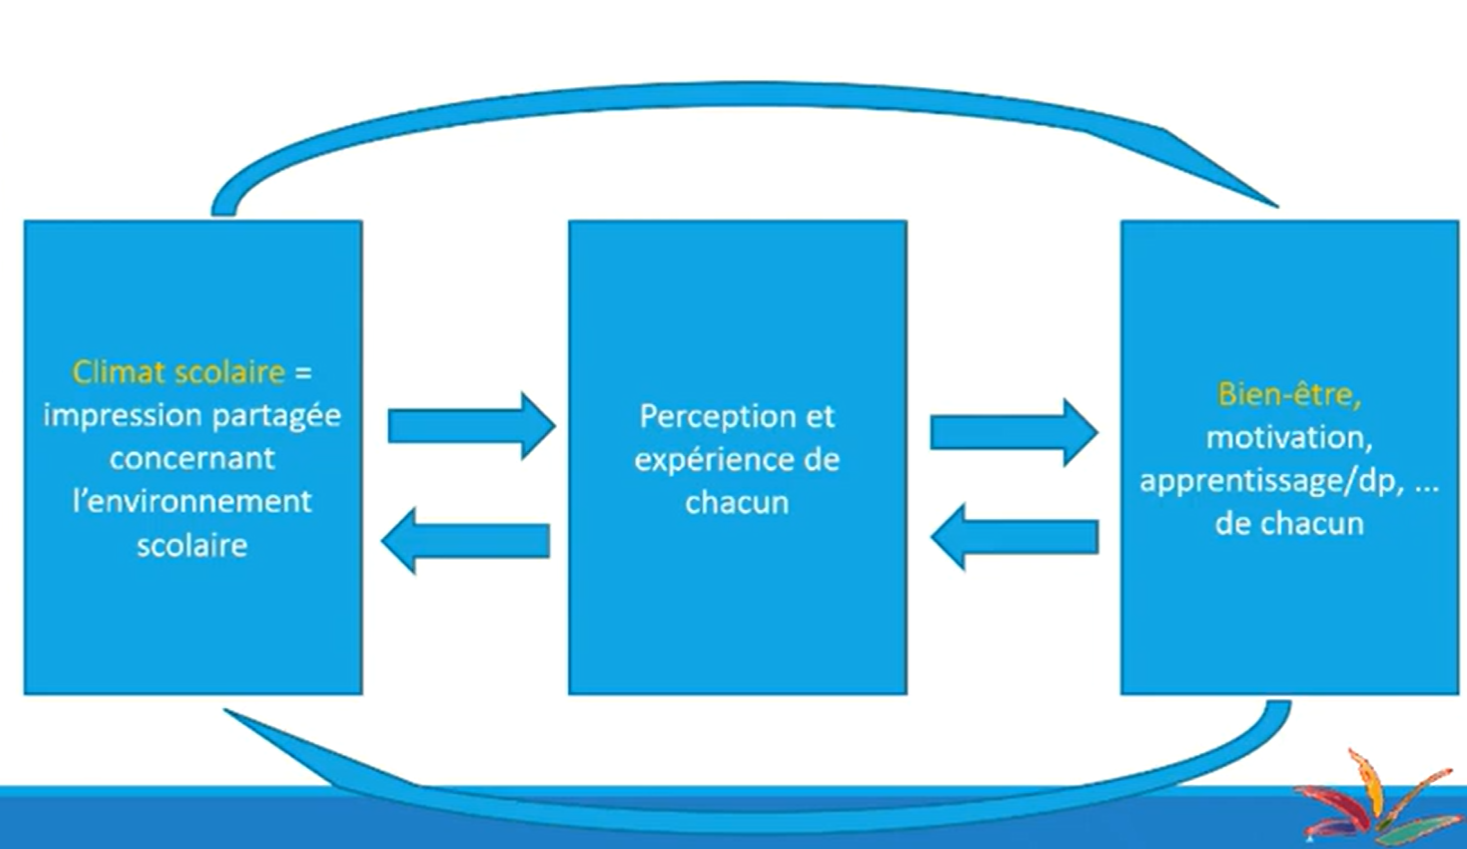 Climat scolaire =
impression partagée
concernant
l'environnement
scolaire
Perception et
expérience de
chacun
Bien-être,
motivation,
apprentissage/dp, ...
de chacun